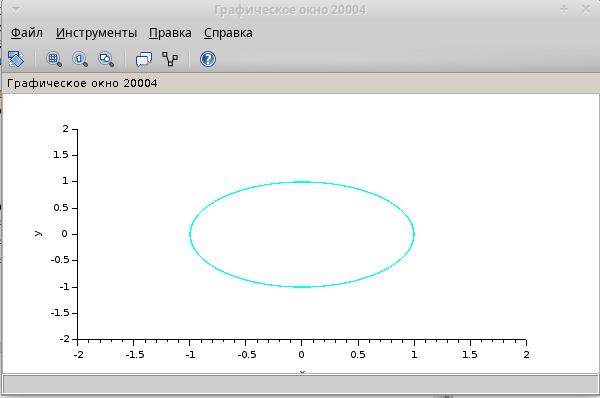 Графическое окно 20004
Файл Инструменты Правка Справка
Графическое окно 20004
2
1.5
1
0.5
y 0
-0.5
-1
-1.5
-2
-2 -1.5 -1 -0.5 0 0.5 1 1.5 2